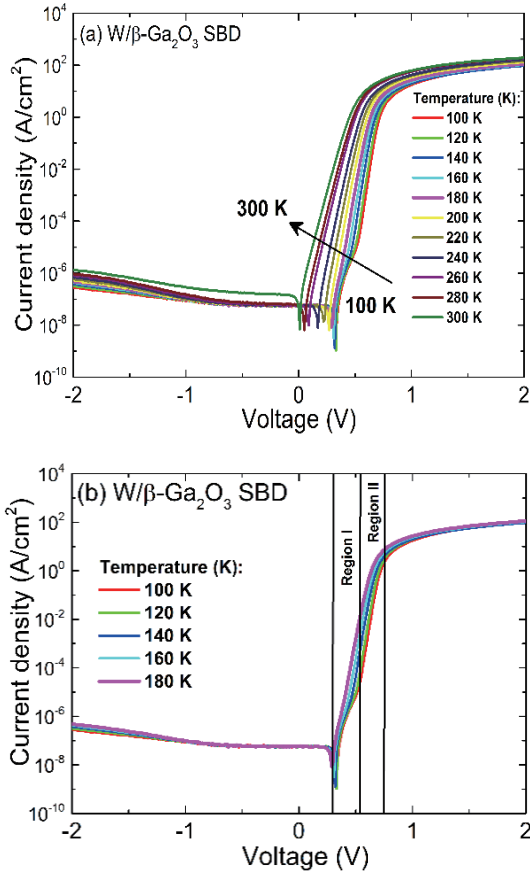 (a) W/β-Ga₂O₃ SBD
Current density (A/cm²)
10⁴
10²
10⁰
10⁻²
10⁻⁴
10⁻⁶
10⁻⁸
10⁻¹⁰
Temperature (K):
100 K
120 K
140 K
160 K
180 K
200 K
220 K
240 K
260 K
280 K
300 K
300 K
100 K
-2
-1
0
1
2
Voltage (V)
(b) W/β-Ga₂O₃ SBD
Current density (A/cm²)
10⁴
10²
10⁰
10⁻²
10⁻⁴
10⁻⁶
10⁻⁸
10⁻¹⁰
Region I
Region II
Temperature (K):
100 K
120 K
140 K
160 K
180 K
-2
-1
0
1
2
Voltage (V)